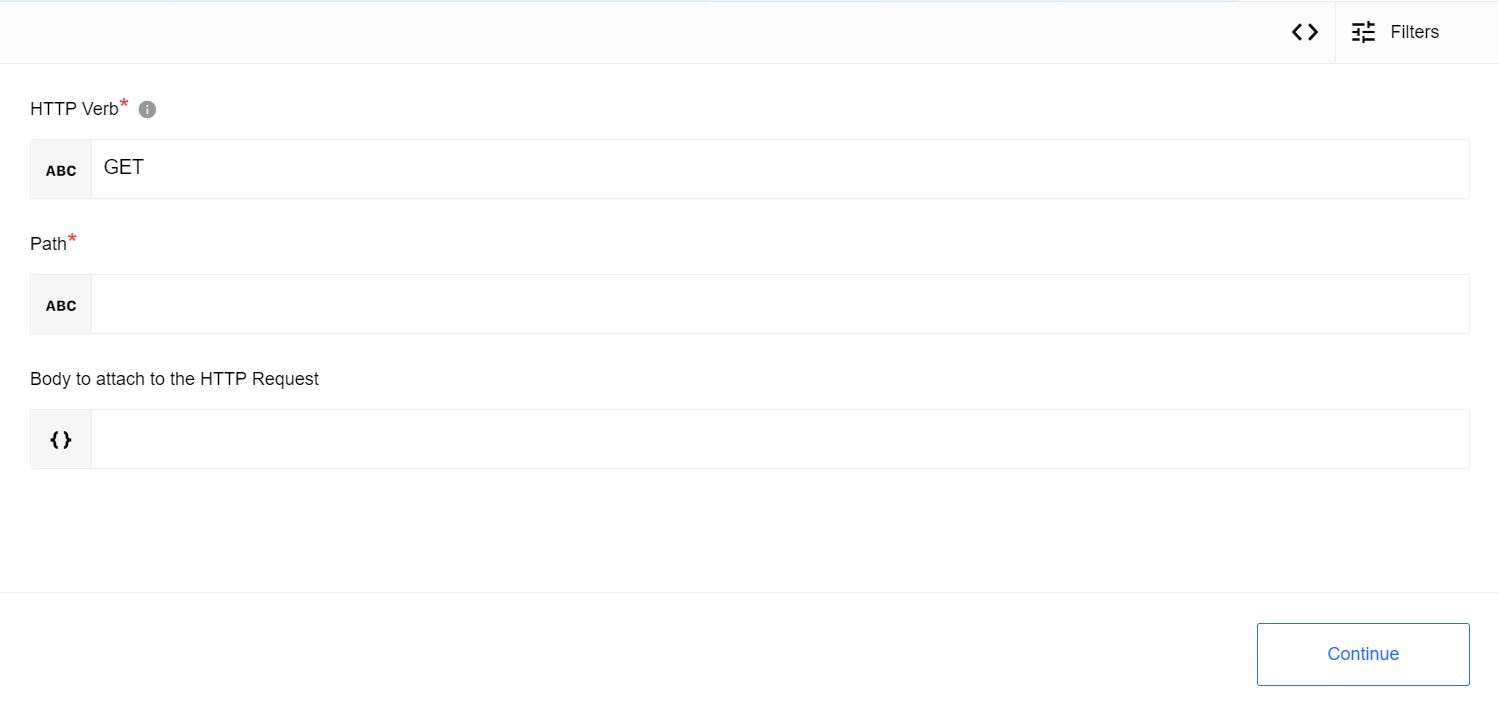 Filters
HTTP Verb*
ABC GET
Path*
ABC
Body to attach to the HTTP Request
{}
Continue